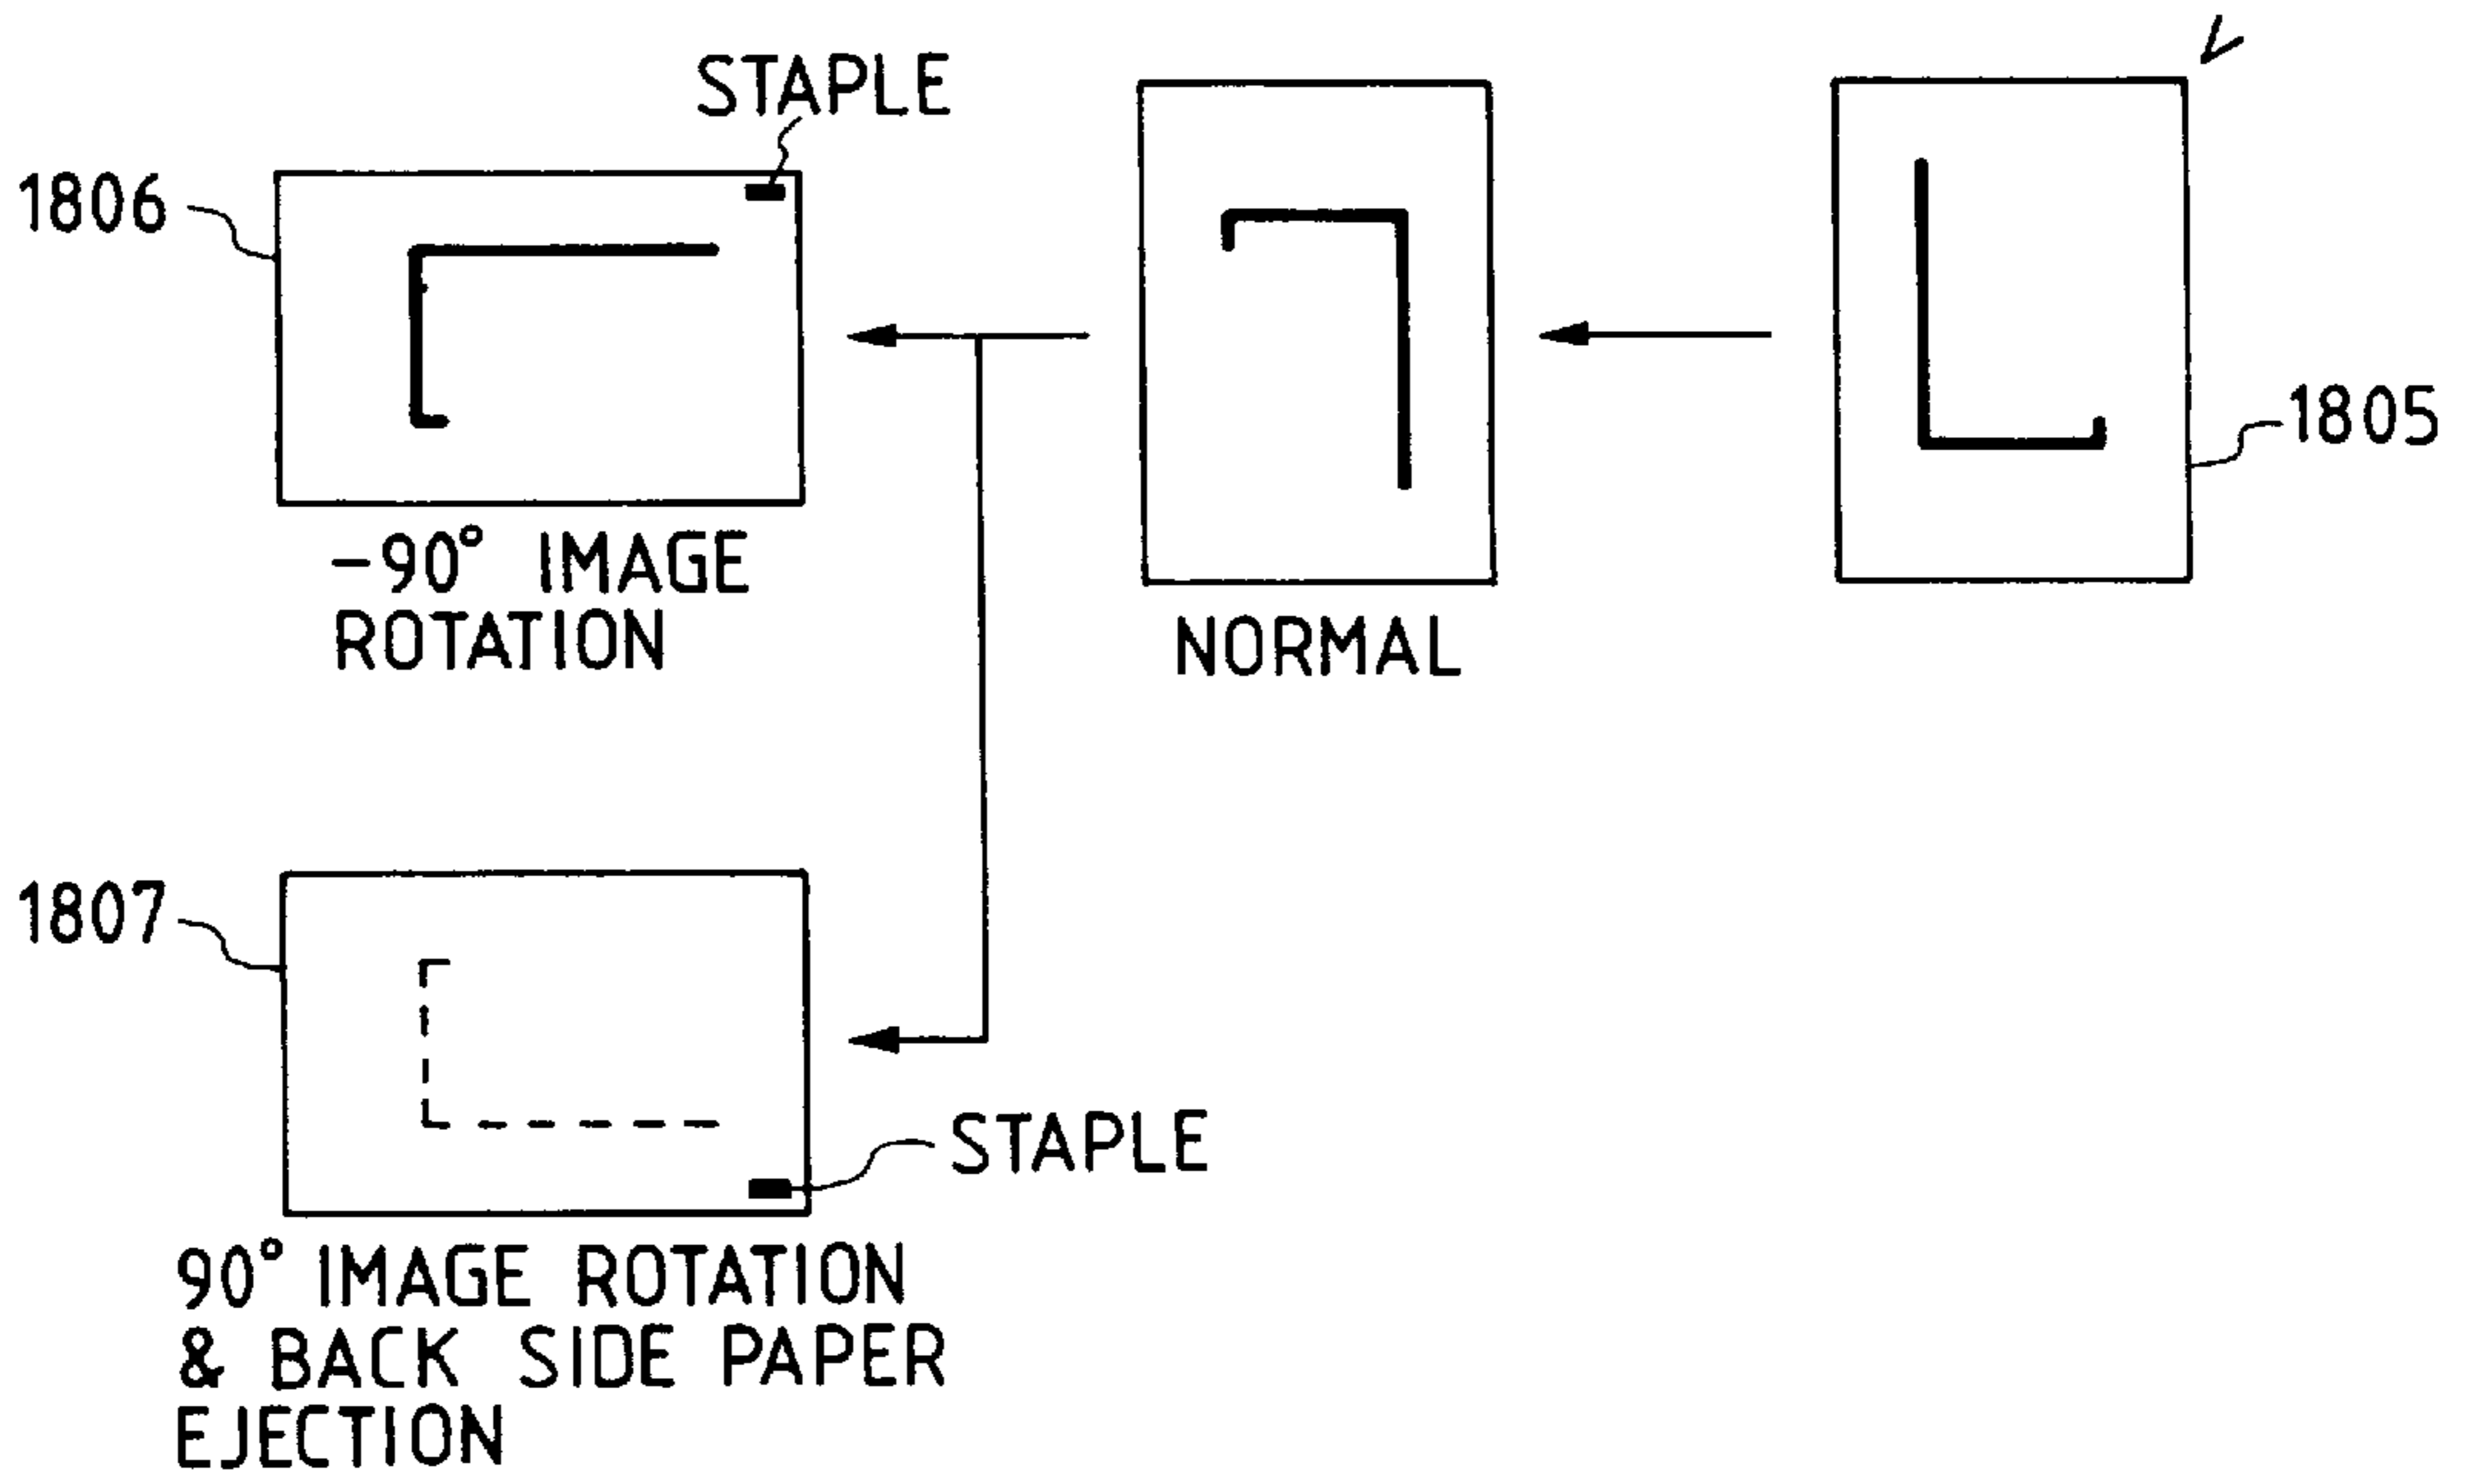 STAPLE
1806
1805
-90° IMAGE
ROTATION
NORMAL
1807
STAPLE
90° IMAGE ROTATION
& BACK SIDE PAPER
EJECTION